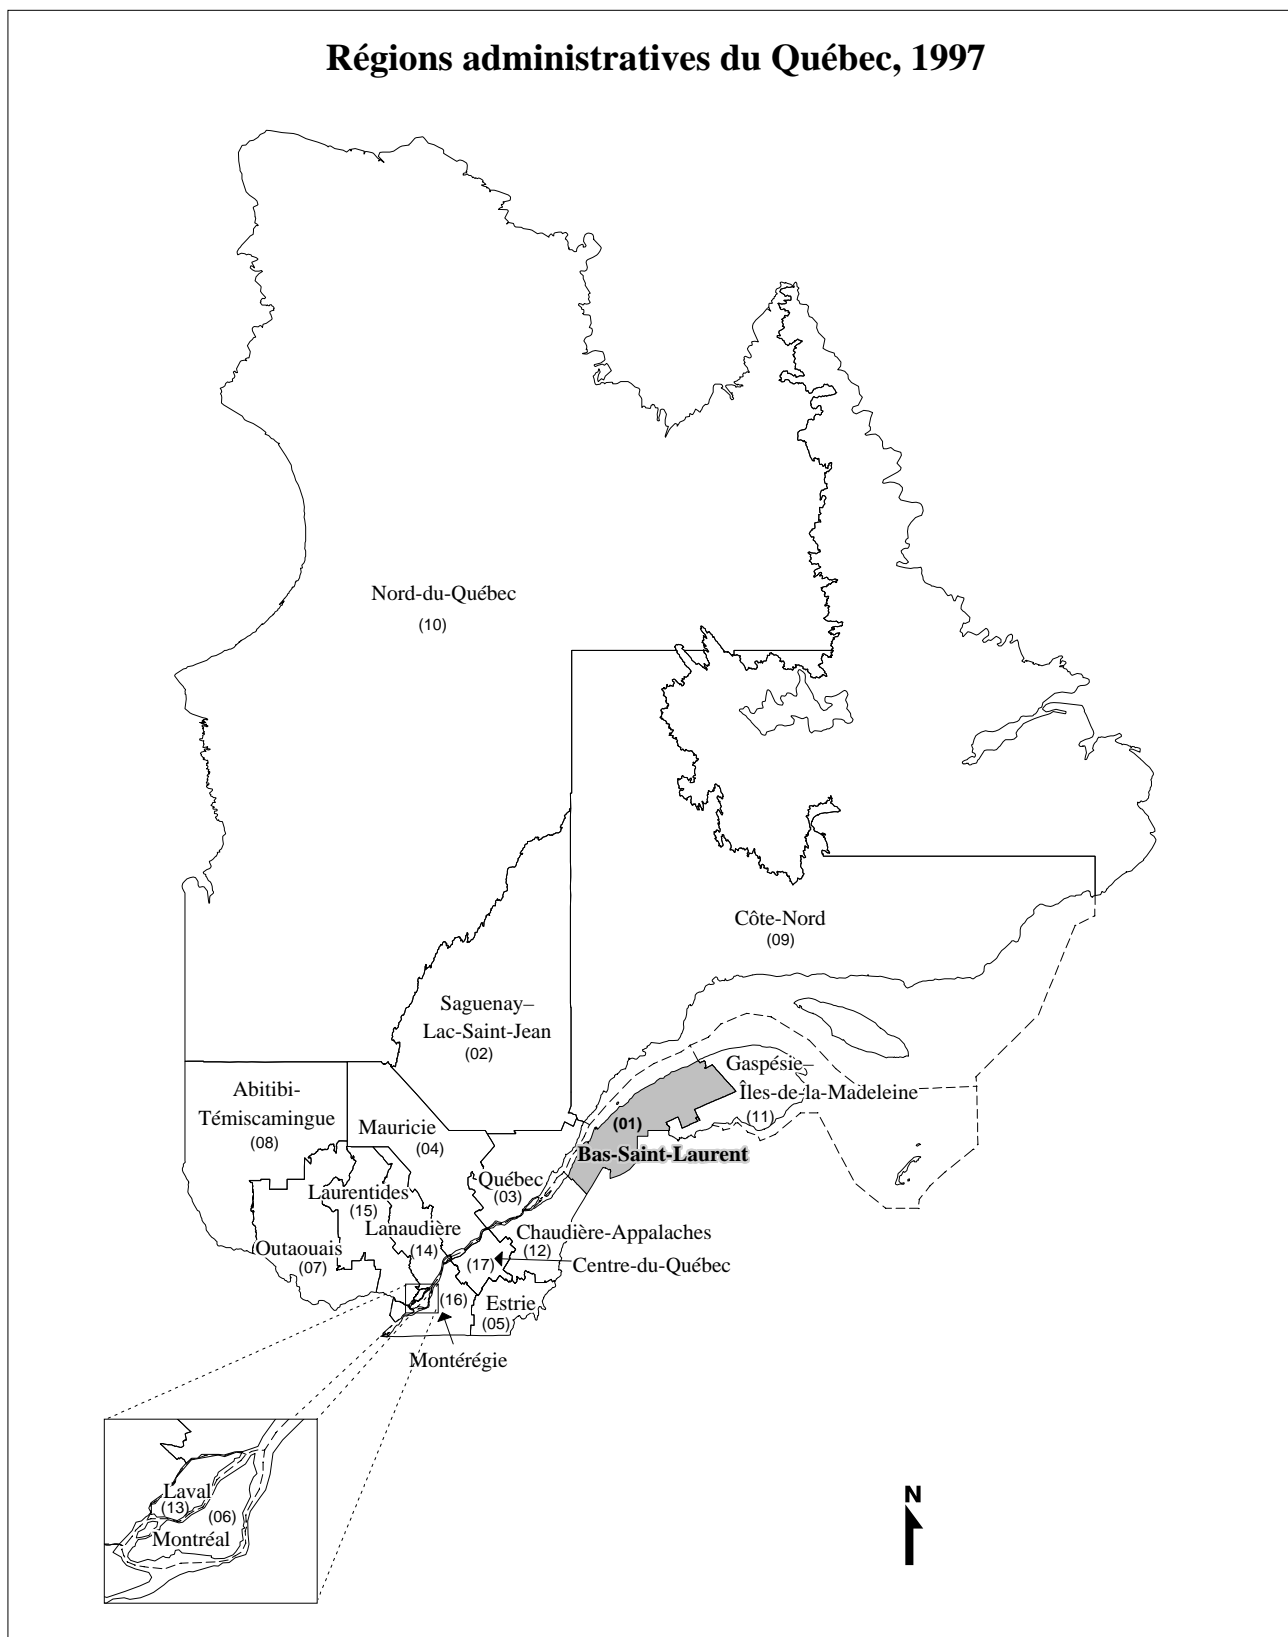 Régions administratives du Québec, 1997
Nord-du-Québec
(10)
Côte-Nord
(09)
Saguenay–
Lac-Saint-Jean
(02)
Gaspésie–
Îles-de-la-Madeleine
(11)
Abitibi-
Témiscamingue
(08)
Mauricie
(04)
(01)
Bas-Saint-Laurent
Québec
(03)
Laurentides
(15)
Lanaudière
(14)
Chaudière-Appalaches
(12)
Outaouais
(07)
(17)
Centre-du-Québec
(16)
Montérégie
Estrie
(05)
Laval
(13)
(06)
Montréal
N